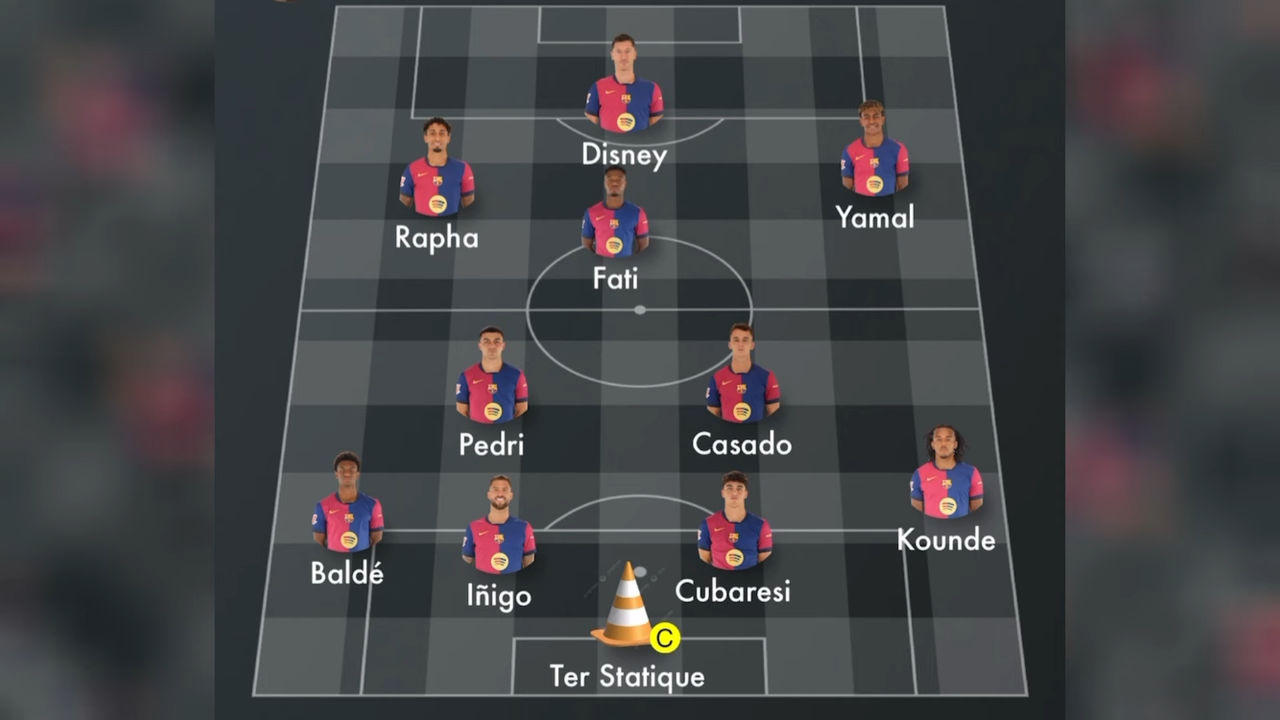 Disney
Rapha
Yamal
Fati
Pedri
Casado
Kounde
Baldé
Iñigo
Cubaresi
C
Ter Statique